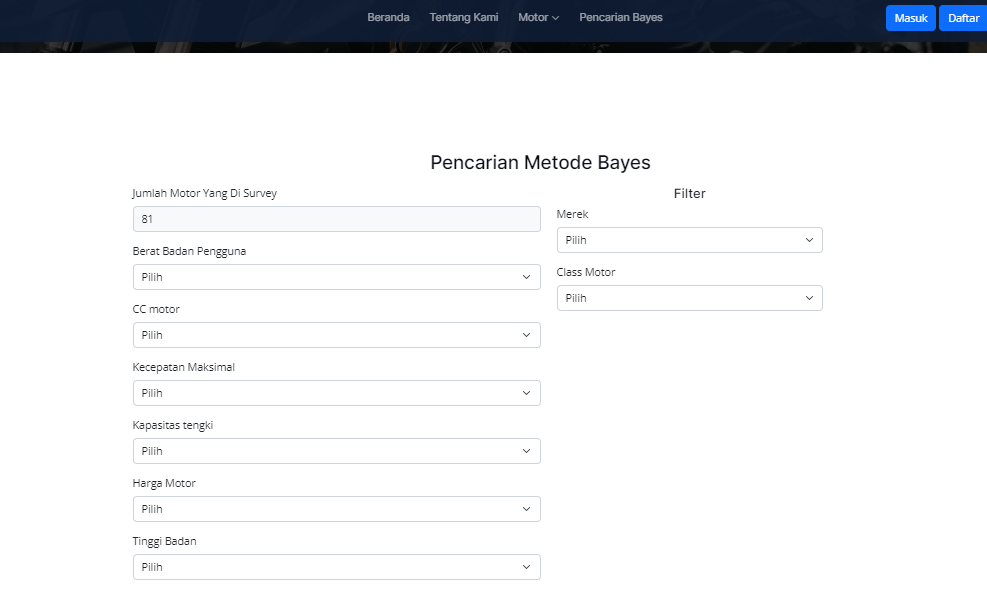 Beranda Tentang Kami Motor Pencarian Bayes Masuk Daftar
Pencarian Metode Bayes
Jumlah Motor Yang Di Survey
81
Berat Badan Pengguna
Pilih
CC motor
Pilih
Kecepatan Maksimal
Pilih
Kapasitas tengki
Pilih
Harga Motor
Pilih
Tinggi Badan
Pilih
Filter
Merek
Pilih
Class Motor
Pilih